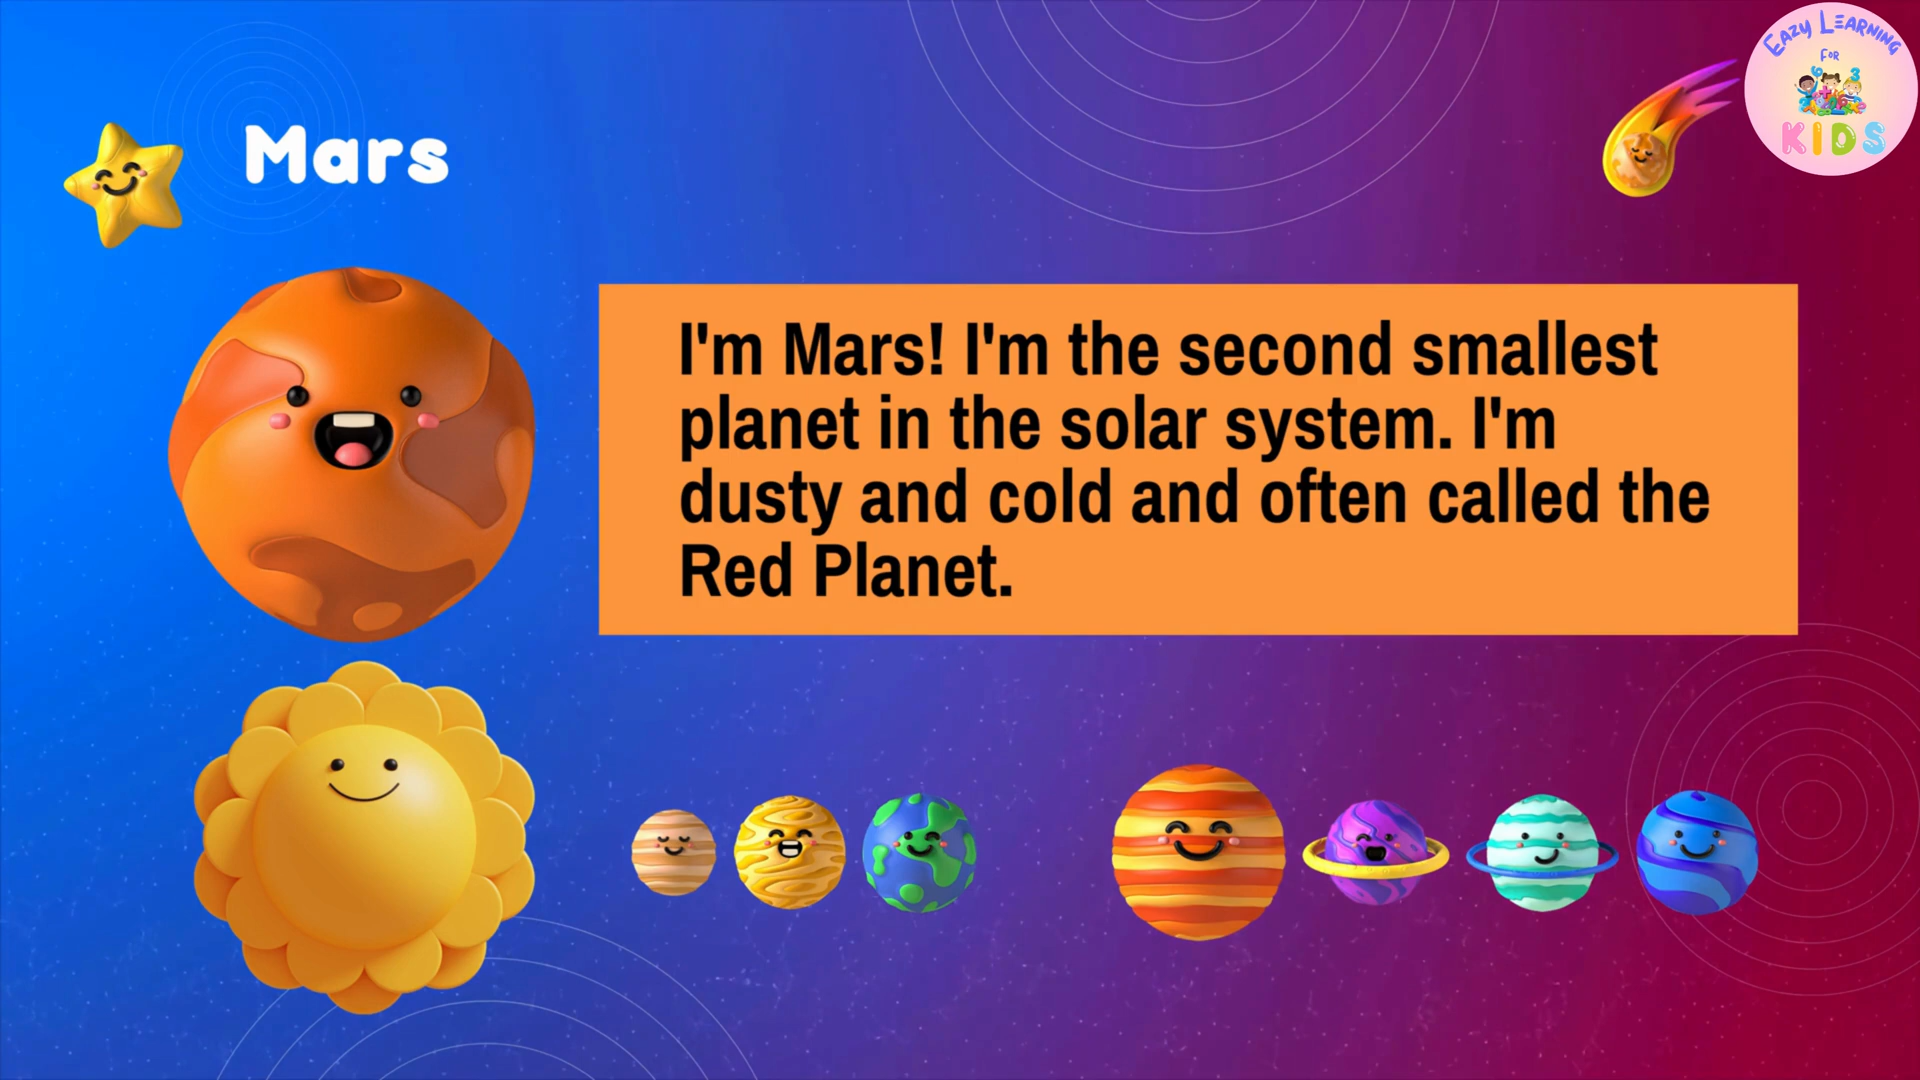 Eazy Learning
For
KIDS
Mars
I'm Mars! I'm the second smallest
planet in the solar system. I'm
dusty and cold and often called the
Red Planet.